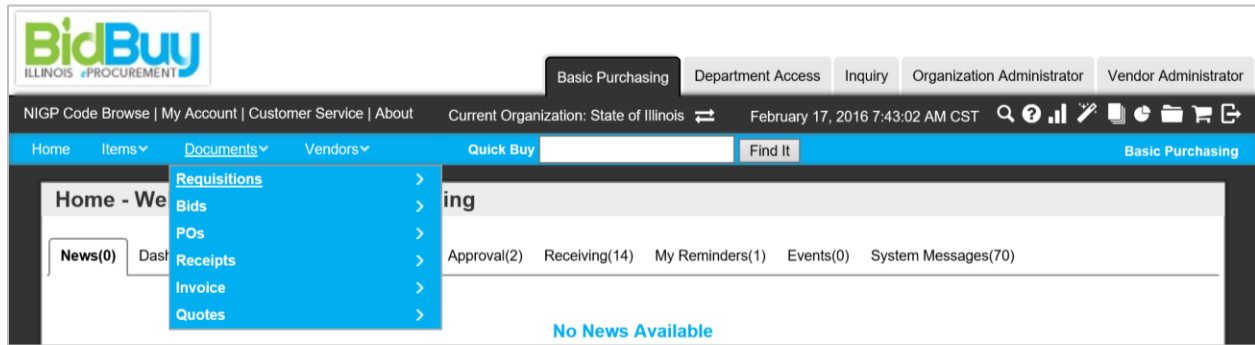 BidBuy
ILLINOIS ePROCUREMENT
Basic Purchasing Department Access Inquiry Organization Administrator Vendor Administrator
NIGP Code Browse | My Account | Customer Service | About Current Organization: State of Illinois February 17, 2016 7:43:02 AM CST
Home Items Documents Vendors Quick Buy Find It Basic Purchasing
Requisitions
Home - We ing
Bids
POs
News(0) Dash Approval(2) Receiving(14) My Reminders(1) Events(0) System Messages(70)
Receipts
Invoice
Quotes
No News Available